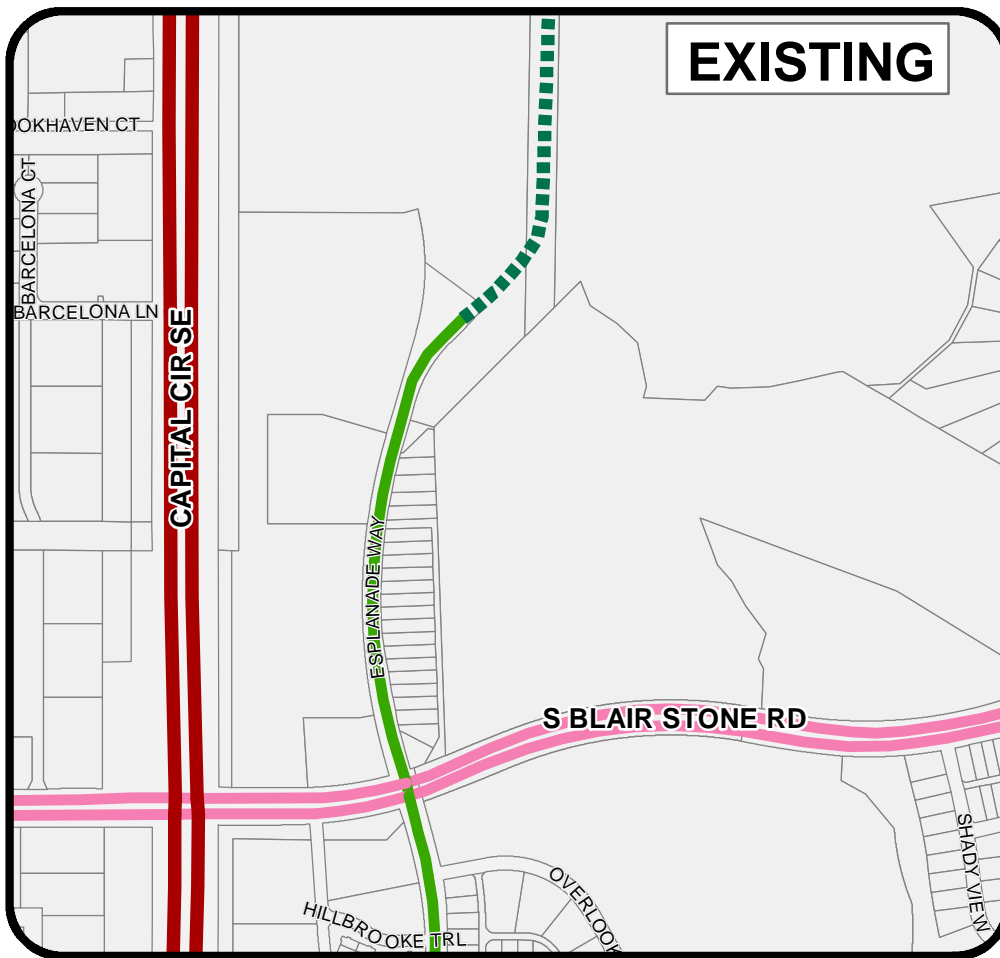 EXISTING
OOKHAVEN CT
BARCELONA CT
BARCELONA LN
CAPITAL CIR SE
ESPLANADE WAY
S BLAIR STONE RD
SHADY VIEW
OVERLOOK
HILLBROOKE TRL